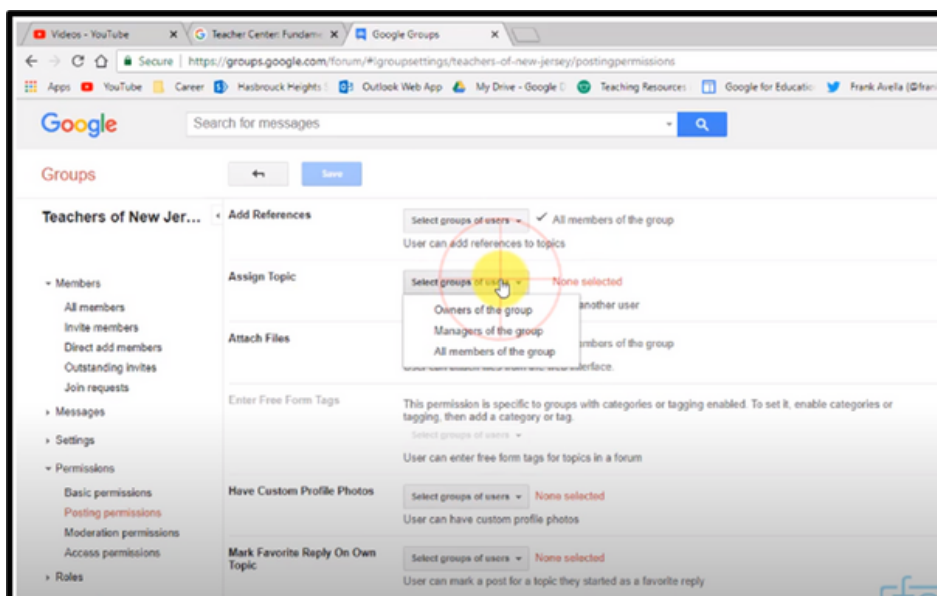 Videos - YouTube
Teacher Center: Fundame
Google Groups
Secure | https://groups.google.com/forum/#!groupsettings/teachers-of-new-jersey/postingpermissions
Apps YouTube Career Hasbrouck Heights Outlook Web App My Drive - Google D Teaching Resources Google for Educatio Frank Avella (@fran
Google Search for messages
Groups Save
Teachers of New Jer...
Add References Select groups of users All members of the group
User can add references to topics
Assign Topic Select groups of users None selected
another user
Owners of the group
Managers of the group
All members of the group
Attach Files mbers of the group
Members
All members
Invite members
Direct add members
Outstanding invites
Join requests
Messages
Settings
Permissions
Basic permissions
Posting permissions
Moderation permissions
Access permissions
Roles
Enter Free Form Tags
This permission is specific to groups with categories or tagging enabled. To set it, enable categories or
tagging, then add a category or tag.
Select groups of users
User can enter free form tags for topics in a forum
Have Custom Profile Photos Select groups of users None selected
User can have custom profile photos
Mark Favorite Reply On Own
Topic
Select groups of users None selected
User can mark a post for a topic they started as a favorite reply